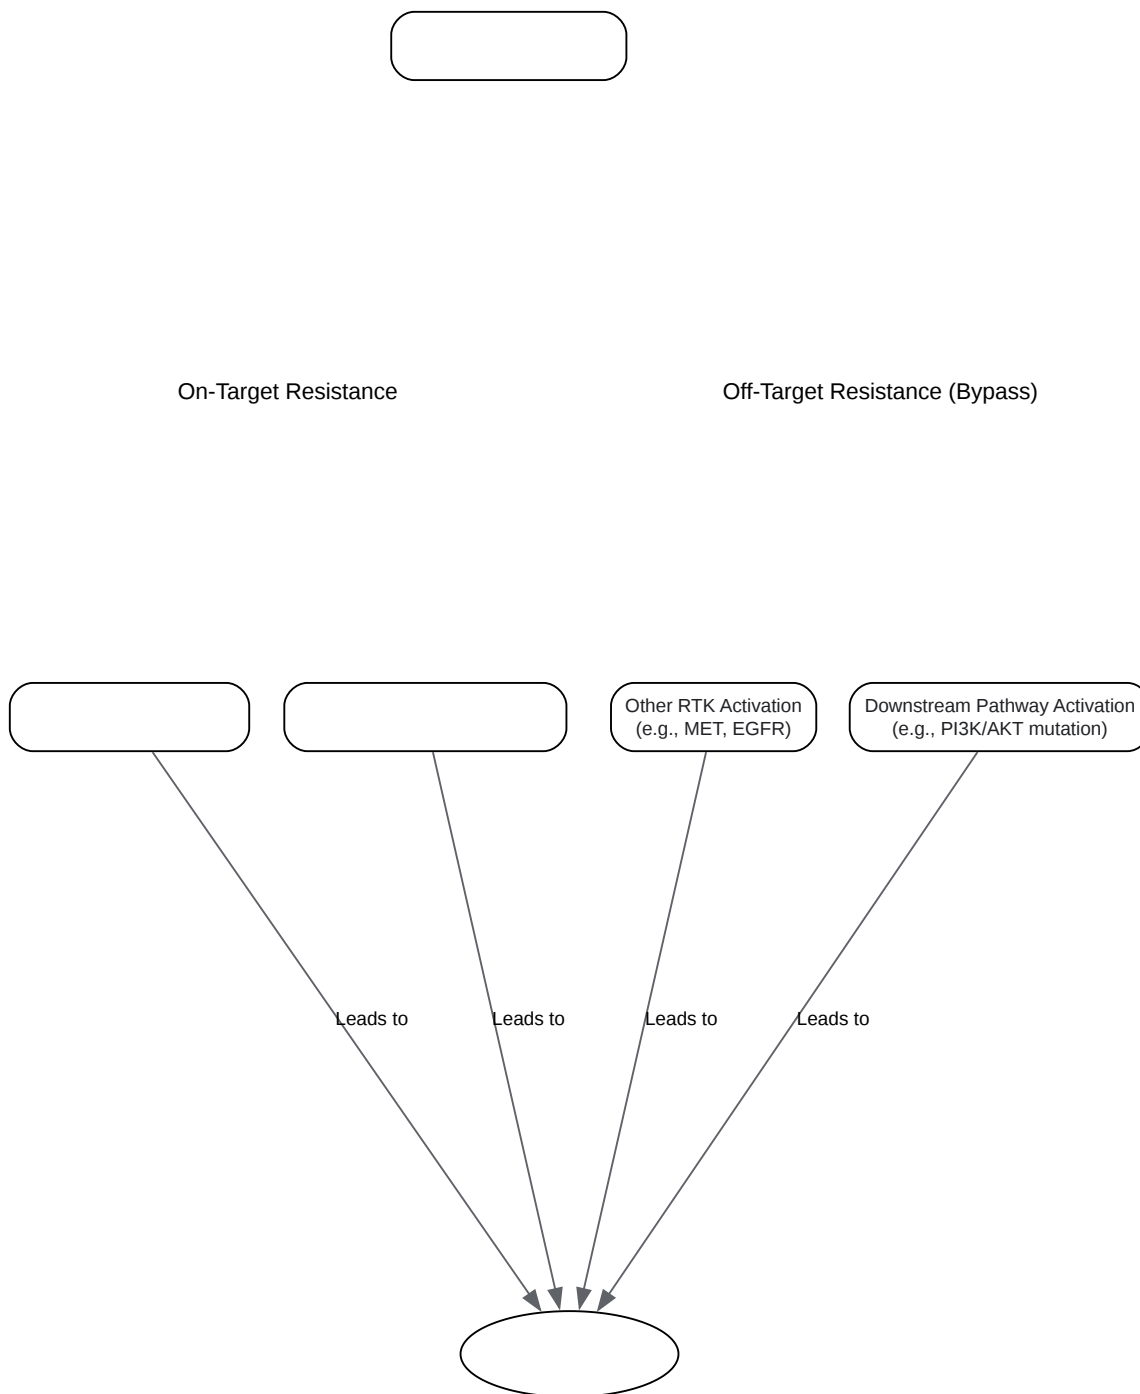 On-Target Resistance
Off-Target Resistance (Bypass)
Other RTK Activation
(e.g., MET, EGFR)
Downstream Pathway Activation
(e.g., PI3K/AKT mutation)
Leads to
Leads to
Leads to
Leads to